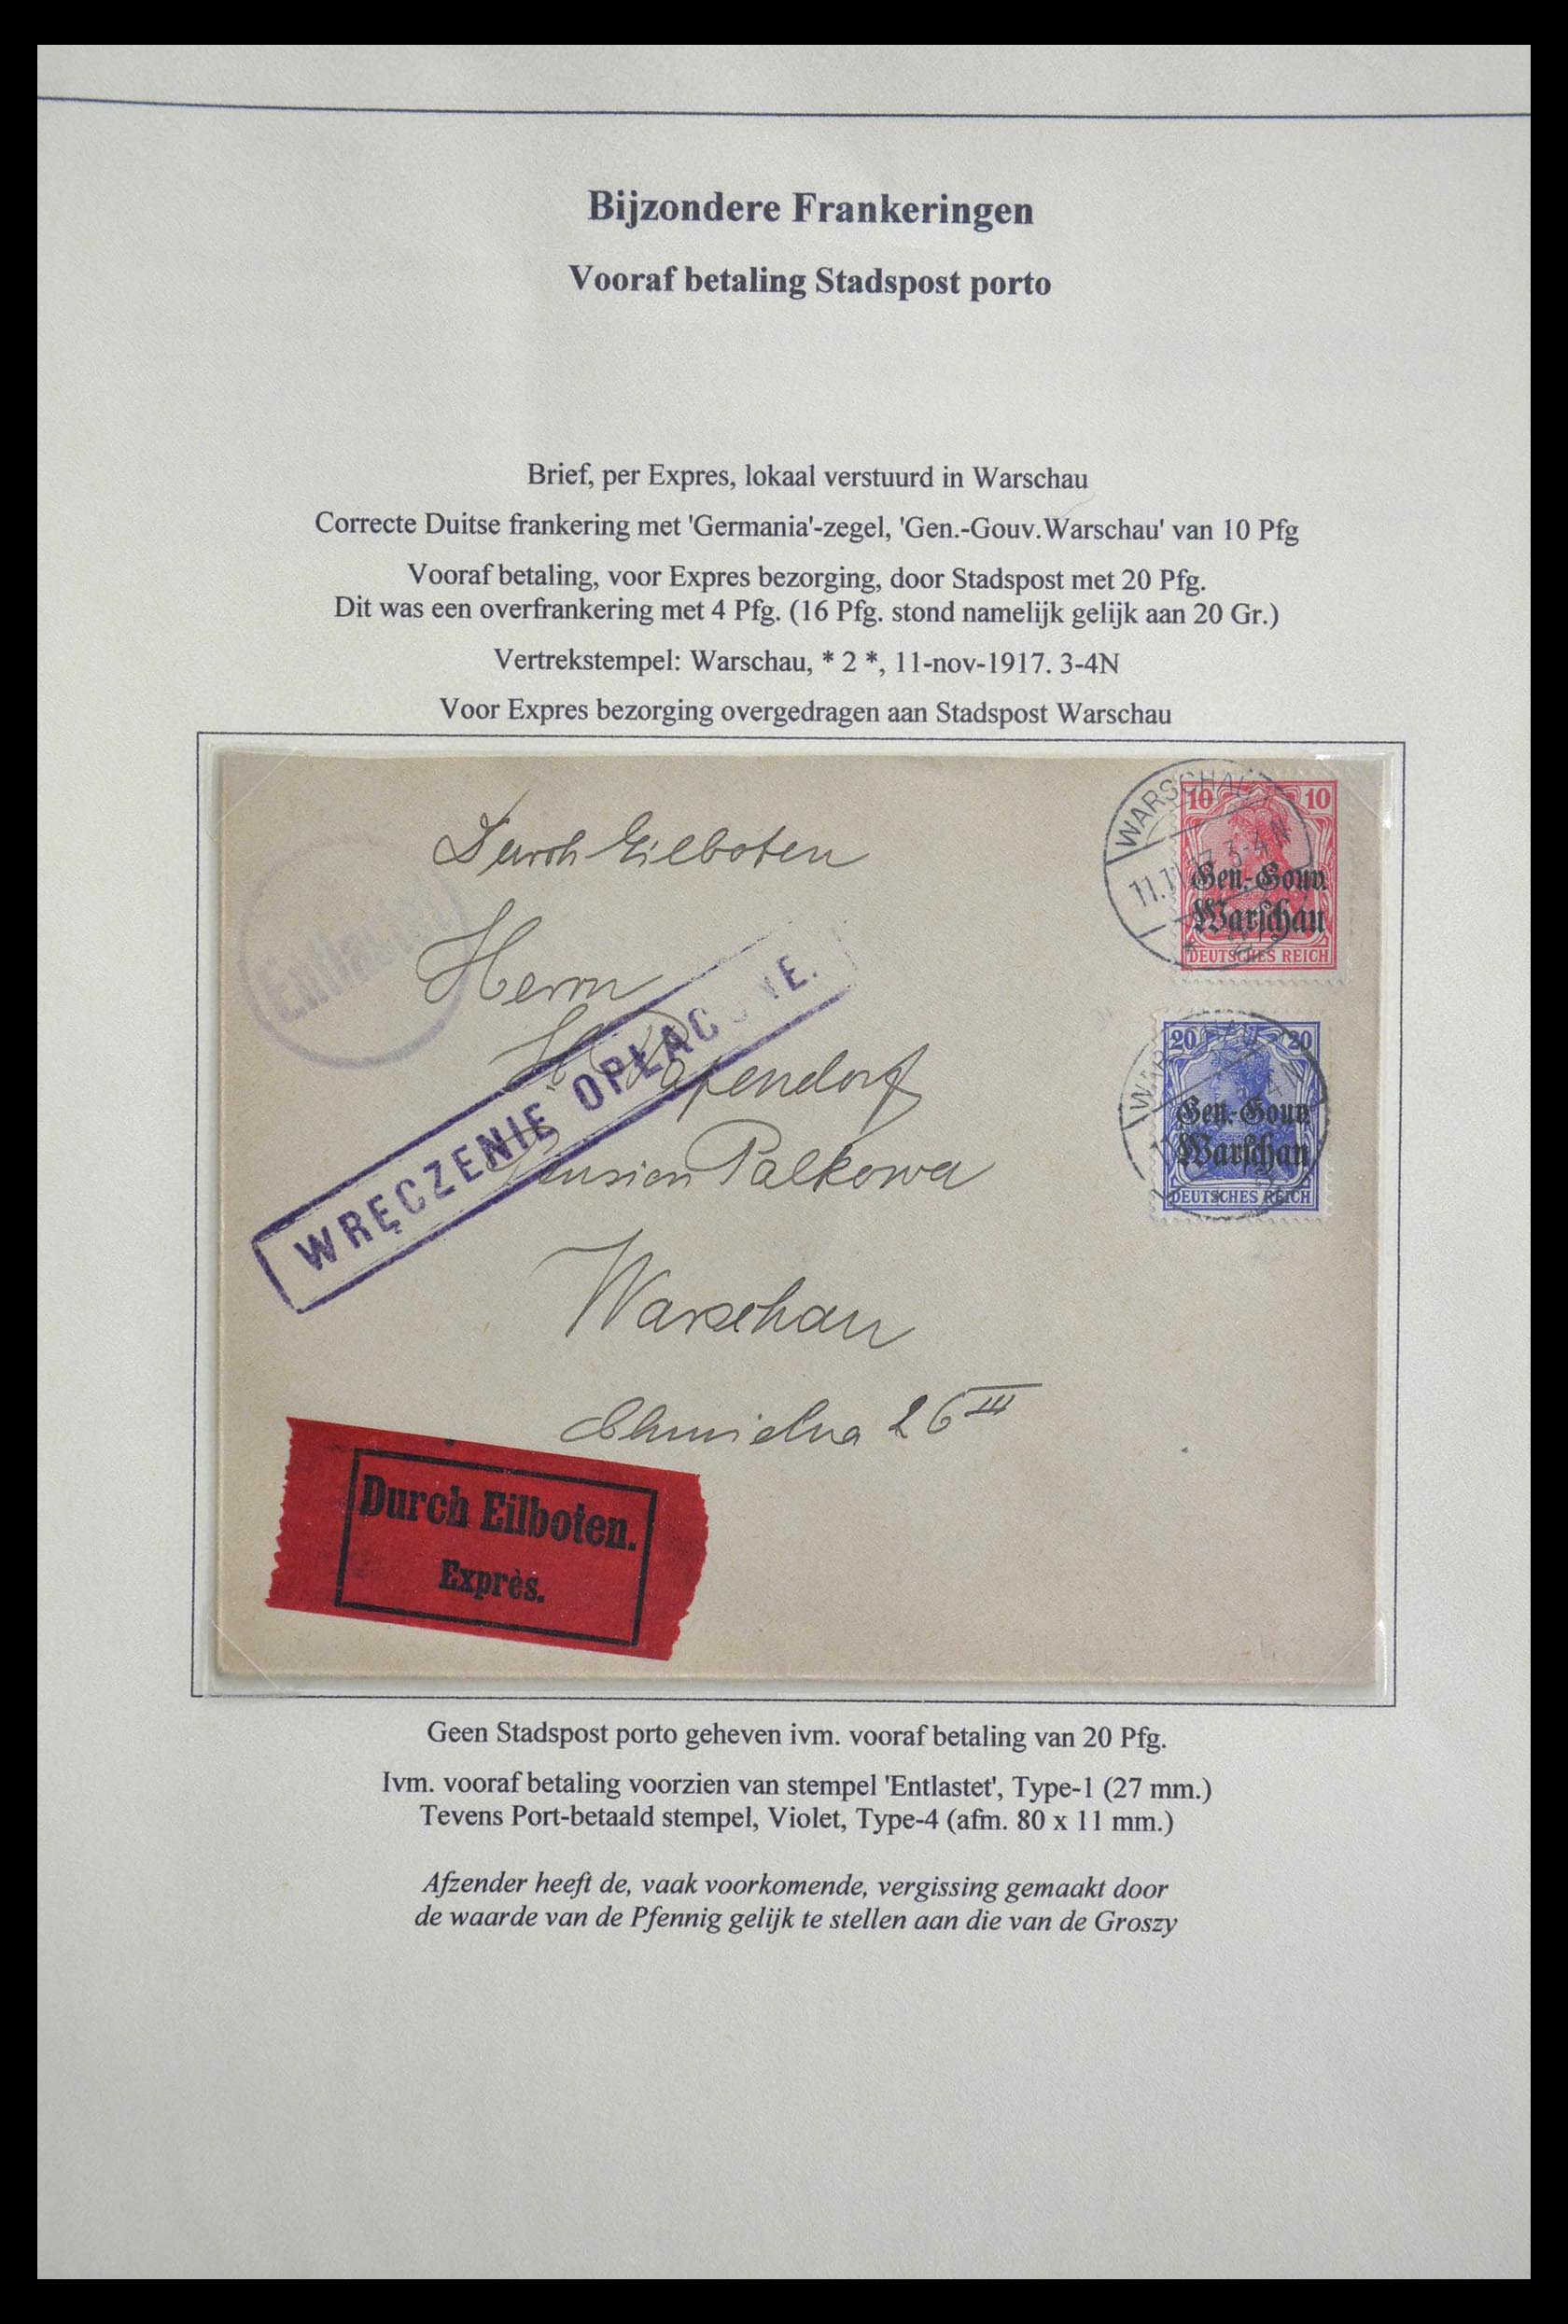 Bijzondere Frankeringen
Vooraf betaling Stadspost porto
Brief, per Expres, lokaal verstuurd in Warschau
Correcte Duitse frankering met 'Germania'-zegel, 'Gen.-Gouv.Warschau' van 10 Pfg
Vooraf betaling, voor Expres bezorging, door Stadspost met 20 Pfg.
Dit was een overfrankering met 4 Pfg. (16 Pfg. stond namelijk gelijk aan 20 Gr.)
Vertrekstempel: Warschau, * 2 *, 11-nov-1917. 3-4N
Voor Expres bezorging overgedragen aan Stadspost Warschau
WARSCHAU
10 10
Gen.-Gouv.
Warschau
DEUTSCHES REICH
Durch Eilboten
Entlastet
Herrn
Pension Palkowa
WRĘCZENIE
20 20
Gen.-Gouv.
Warschau
DEUTSCHES REICH
Warschau
Chmielna 26 III
Durch Eilboten.
Exprès.
Geen Stadspost porto geheven ivm. vooraf betaling van 20 Pfg.
Ivm. vooraf betaling voorzien van stempel 'Entlastet', Type-1 (27 mm.)
Tevens Port-betaald stempel, Violet, Type-4 (afm. 80 x 11 mm.)
Afzender heeft de, vaak voorkomende, vergissing gemaakt door
de waarde van de Pfennig gelijk te stellen aan die van de Groszy